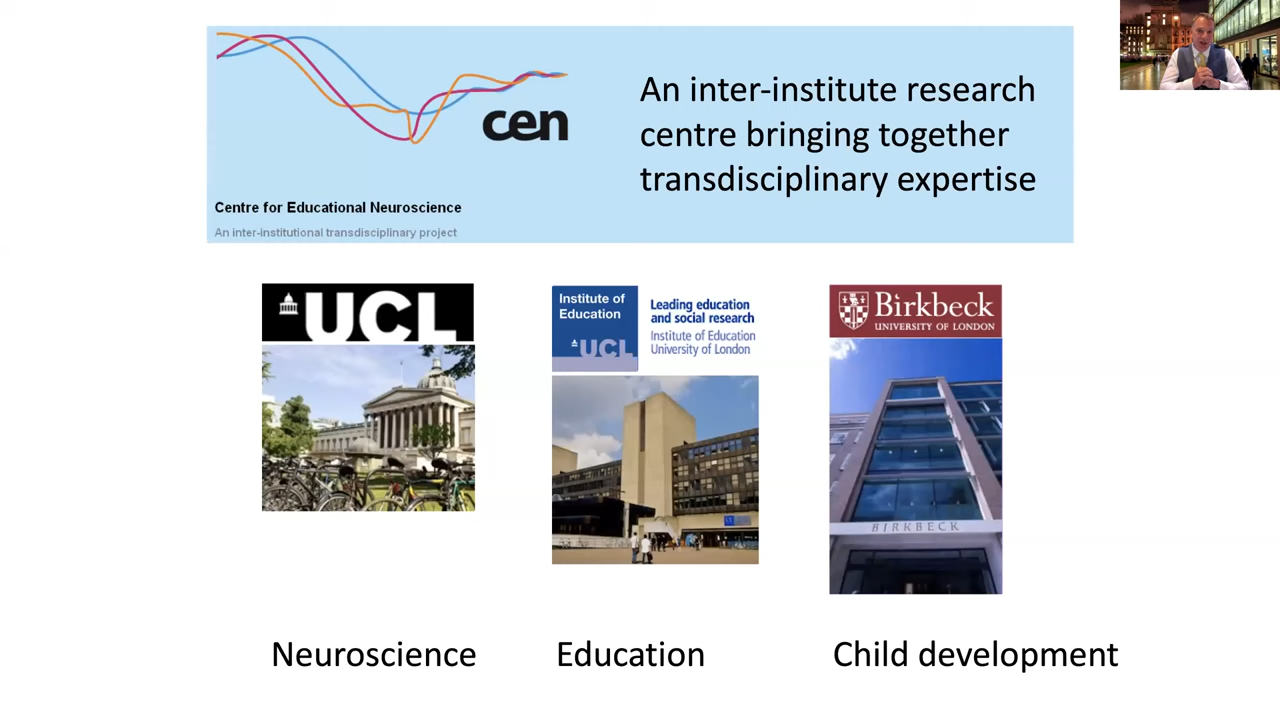 cen
An inter-institute research
centre bringing together
transdisciplinary expertise
Centre for Educational Neuroscience
An inter-institutional transdisciplinary project
UCL
Institute of
Education
UCL
Leading education
and social research
Institute of Education
University of London
Birkbeck
UNIVERSITY OF LONDON
BIRKBECK
Neuroscience
Education
Child development